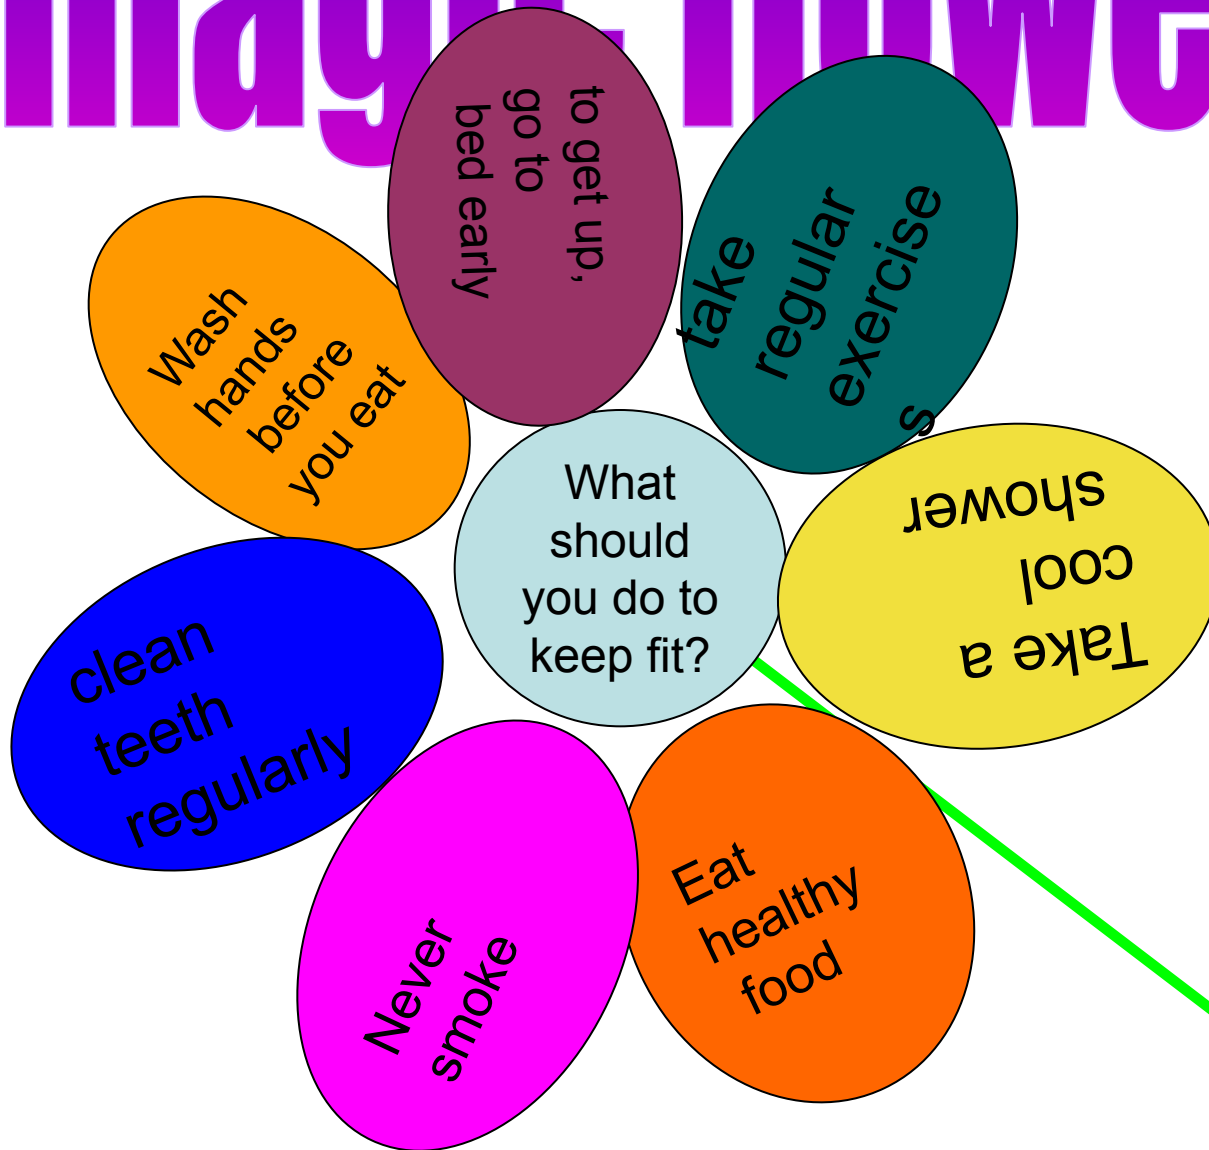 What
should
you do to
keep fit?
to get up,
go to
bed early
take
regular
exercise
s
Take a
cool
shower
Eat
healthy
food
Never
smoke
clean
teeth
regularly
Wash
hands
before
you eat